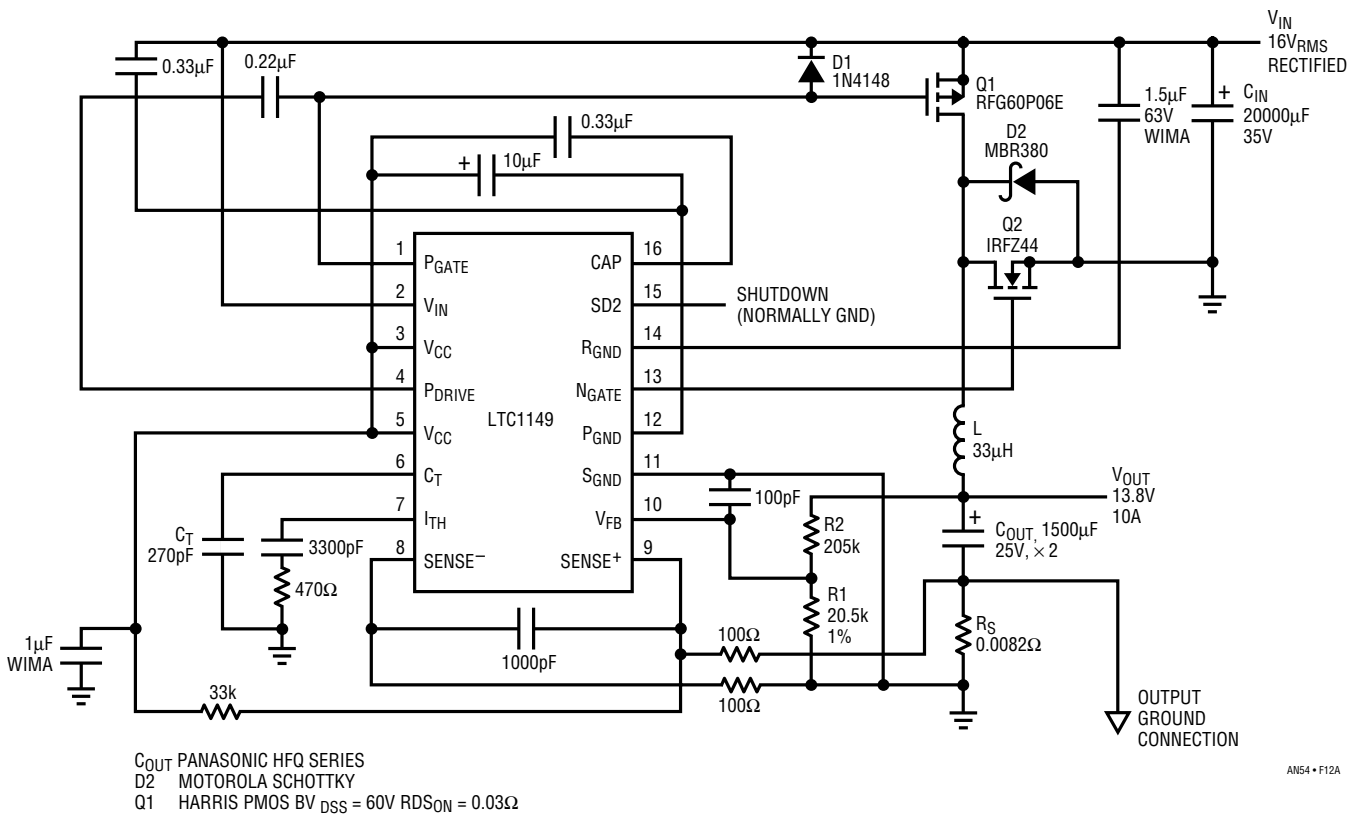 V_IN
16V_RMS
RECTIFIED
0.33µF
0.22µF
D1
1N4148
Q1
RFG60P06E
1.5µF
63V
WIMA
+ C_IN
20000µF
35V
0.33µF
+ 10µF
D2
MBR380
Q2
IRFZ44
1 P_GATE
2 V_IN
3 V_CC
4 P_DRIVE
5 V_CC
6 C_T
7 I_TH
8 SENSE−
LTC1149
CAP 16
SD2 15
R_GND 14
N_GATE 13
P_GND 12
S_GND 11
V_FB 10
SENSE+ 9
SHUTDOWN
(NORMALLY GND)
L
33µH
V_OUT
13.8V
10A
100pF
R2
205k
+
C_OUT, 1500µF
25V, × 2
C_T
270pF
3300pF
470Ω
R1
20.5k
1%
R_S
0.0082Ω
1µF
WIMA
1000pF
100Ω
100Ω
33k
OUTPUT
GROUND
CONNECTION
C_OUT PANASONIC HFQ SERIES
D2 MOTOROLA SCHOTTKY
Q1 HARRIS PMOS BV_DSS = 60V RDS_ON = 0.03Ω
AN54 • F12A